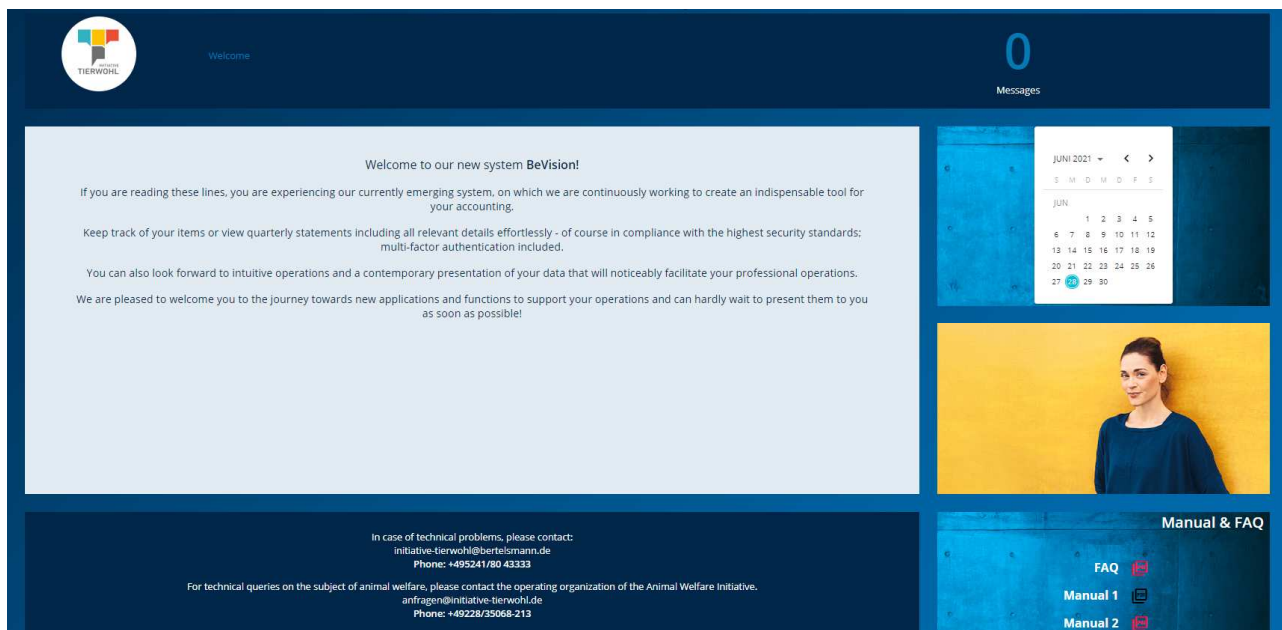 INITIATIVE
TIERWOHL
Welcome
0
Messages
Welcome to our new system BeVision!
If you are reading these lines, you are experiencing our currently emerging system, on which we are continuously working to create an indispensable tool for
your accounting.
Keep track of your items or view quarterly statements including all relevant details effortlessly - of course in compliance with the highest security standards;
multi-factor authentication included.
You can also look forward to intuitive operations and a contemporary presentation of your data that will noticeably facilitate your professional operations.
We are pleased to welcome you to the journey towards new applications and functions to support your operations and can hardly wait to present them to you
as soon as possible!
JUNI 2021
S M D M D F S
JUN
1 2 3 4 5
6 7 8 9 10 11 12
13 14 15 16 17 18 19
20 21 22 23 24 25 26
27 28 29 30
In case of technical problems, please contact:
initiative-tierwohl@bertelsmann.de
Phone: +495241/80 43333
For technical queries on the subject of animal welfare, please contact the operating organization of the Animal Welfare Initiative.
anfragen@initiative-tierwohl.de
Phone: +49228/35068-213
Manual & FAQ
FAQ
Manual 1
Manual 2